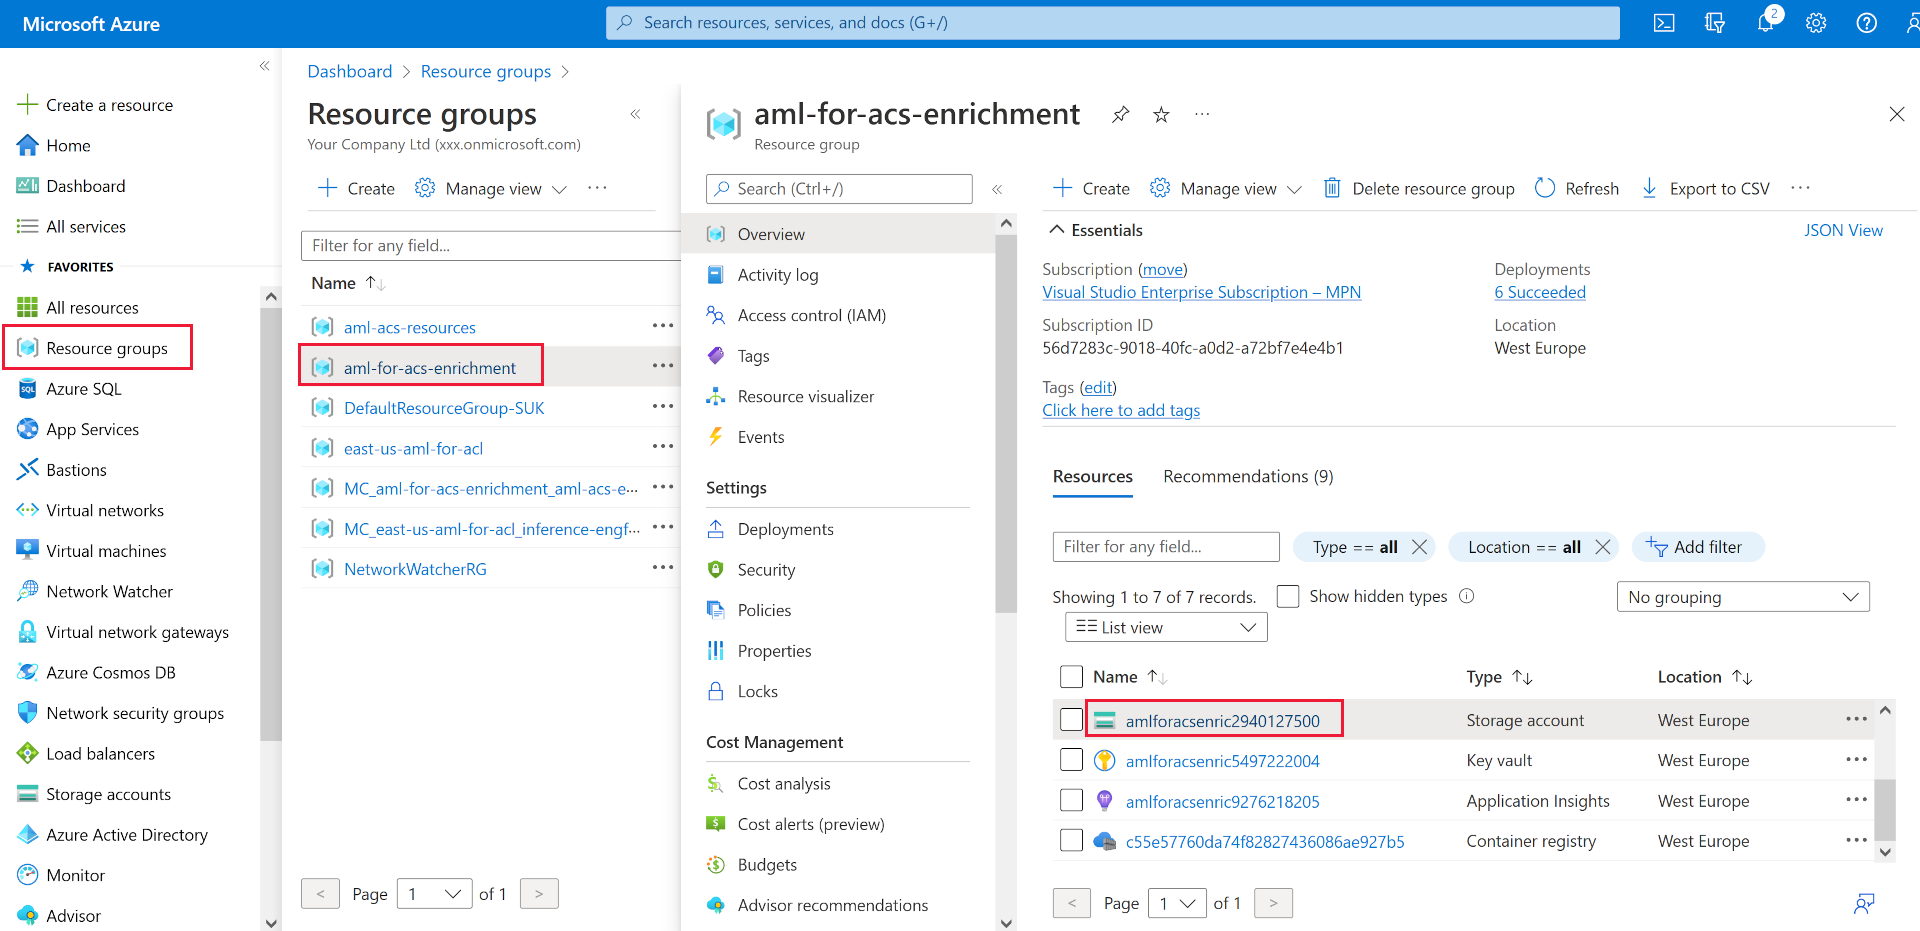 Microsoft Azure
Search resources, services, and docs (G+/)
2
Create a resource
Home
Dashboard
All services
FAVORITES
All resources
Resource groups
Azure SQL
App Services
Bastions
Virtual networks
Virtual machines
Network Watcher
Virtual network gateways
Azure Cosmos DB
Network security groups
Load balancers
Storage accounts
Azure Active Directory
Monitor
Advisor
Dashboard > Resource groups >
Resource groups
Your Company Ltd (xxx.onmicrosoft.com)
Create Manage view ...
Filter for any field...
Name
aml-acs-resources
aml-for-acs-enrichment
DefaultResourceGroup-SUK
east-us-aml-for-acl
MC_aml-for-acs-enrichment_aml-acs-e...
MC_east-us-aml-for-acl_inference-engf...
NetworkWatcherRG
< Page 1 of 1 >
aml-for-acs-enrichment
Resource group
Search (Ctrl+/)
Overview
Activity log
Access control (IAM)
Tags
Resource visualizer
Events
Settings
Deployments
Security
Policies
Properties
Locks
Cost Management
Cost analysis
Cost alerts (preview)
Budgets
Advisor recommendations
Create Manage view Delete resource group Refresh Export to CSV ...
Essentials
JSON View
Subscription (move)
Visual Studio Enterprise Subscription – MPN
Subscription ID
56d7283c-9018-40fc-a0d2-a72bf7e4e4b1
Tags (edit)
Click here to add tags
Deployments
6 Succeeded
Location
West Europe
Resources Recommendations (9)
Filter for any field... Type == all Location == all Add filter
Showing 1 to 7 of 7 records. Show hidden types No grouping
List view
Name Type Location
amlforacsenric2940127500 Storage account West Europe ...
amlforacsenric5497222004 Key vault West Europe ...
amlforacsenric9276218205 Application Insights West Europe ...
c55e57760da74f82827436086ae927b5 Container registry West Europe ...
< Page 1 of 1 >